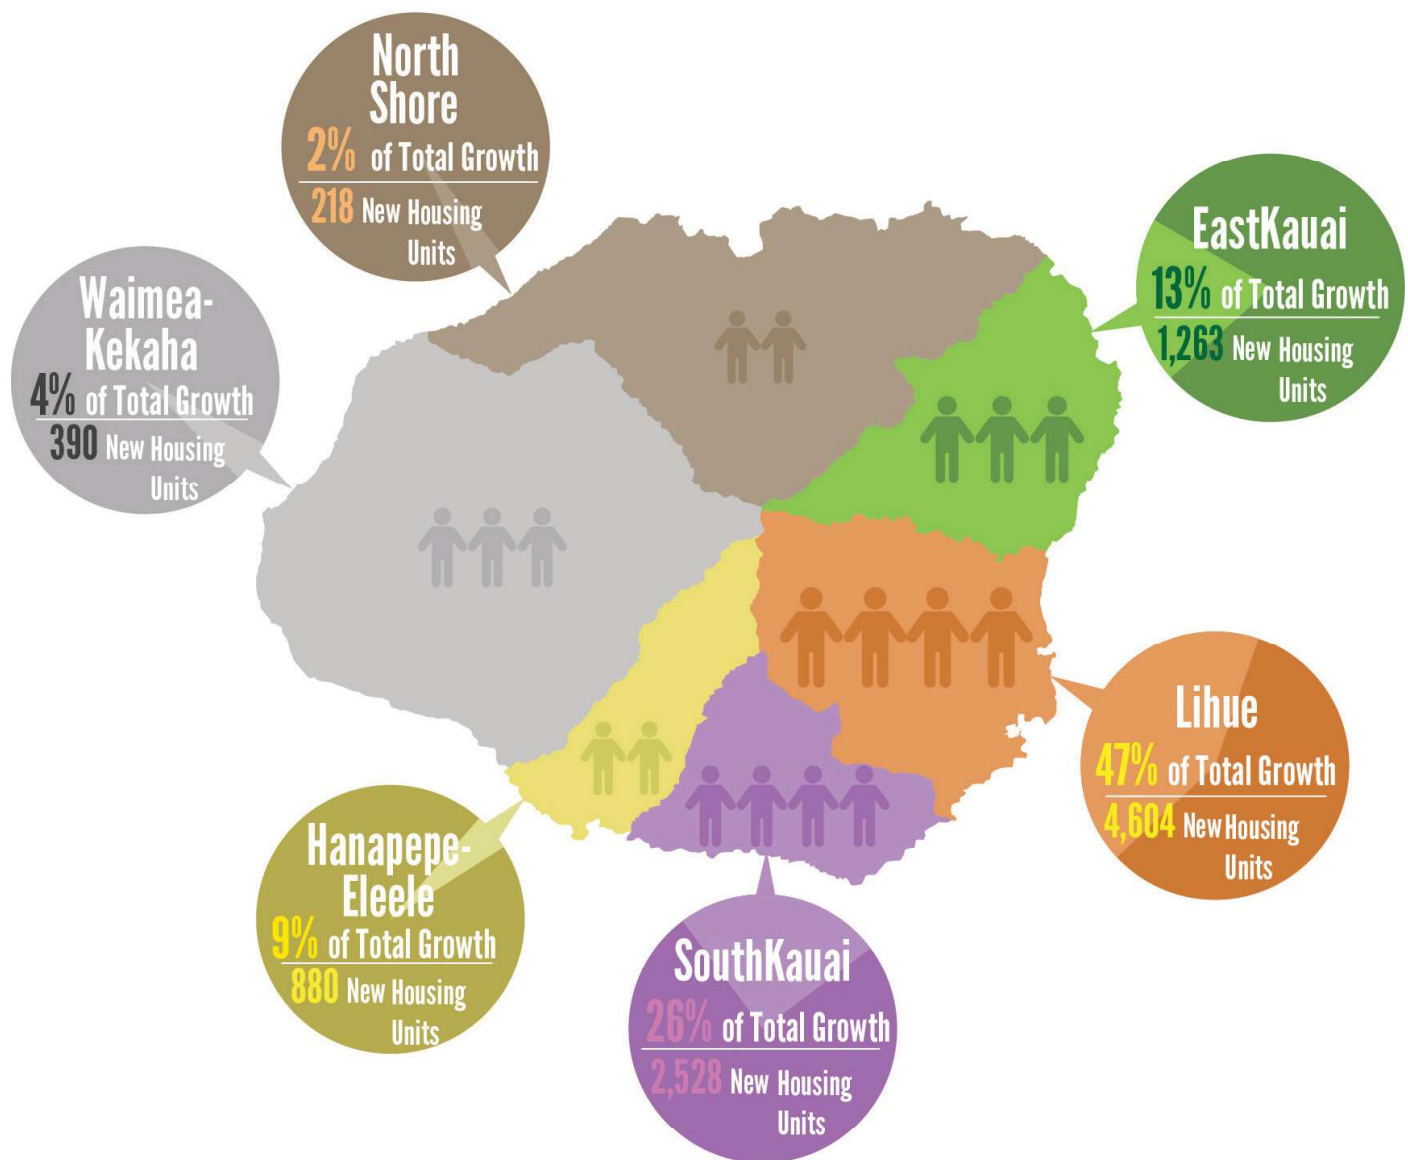 North
Shore
2% of Total Growth
218 New Housing
Units
EastKauai
13% of Total Growth
1,263 New Housing
Units
Waimea-
Kekaha
4% of Total Growth
390 New Housing
Units
Lihue
47% of Total Growth
4,604 New Housing
Units
Hanapepe-
Eleele
9% of Total Growth
880 New Housing
Units
SouthKauai
26% of Total Growth
2,528 New Housing
Units